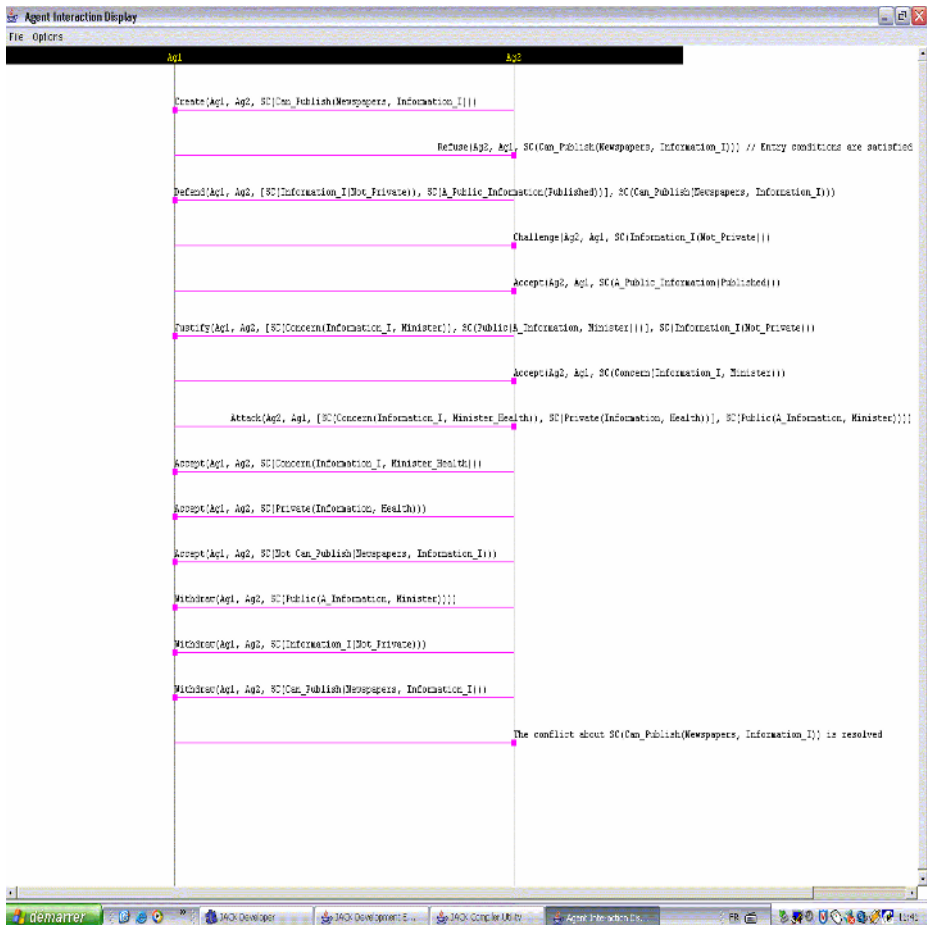 Agent Interaction Display
File Options
Ag1 Ag2
Create(Ag1, Ag2, SC(Can_Publish(Newspapers, Information_I)))
Refuse(Ag2, Ag1, SC(Can_Publish(Newspapers, Information_I))) // Entry conditions are satisfied
Defend(Ag1, Ag2, [SC(Information_I(Not_Private)), SC(A_Public_Information(Published))], SC(Can_Publish(Newspapers, Information_I)))
Challenge(Ag2, Ag1, SC(Information_I(Not_Private)))
Accept(Ag2, Ag1, SC(A_Public_Information(Published)))
Justify(Ag1, Ag2, [SC(Concern(Information_I, Minister)), SC(Public(A_Information, Minister)))], SC(Information_I(Not_Private)))
Accept(Ag2, Ag1, SC(Concern(Information_I, Minister)))
Attack(Ag2, Ag1, [SC(Concern(Information_I, Minister_Health)), SC(Private(Information, Health))], SC(Public(A_Information, Minister))))
Accept(Ag1, Ag2, SC(Concern(Information_I, Minister_Health)))
Accept(Ag1, Ag2, SC(Private(Information, Health)))
Accept(Ag1, Ag2, SC(Not Can_Publish(Newspapers, Information_I)))
Withdraw(Ag1, Ag2, SC(Public(A_Information, Minister))))
Withdraw(Ag1, Ag2, SC(Information_I(Not_Private)))
Withdraw(Ag1, Ag2, SC(Can_Publish(Newspapers, Information_I)))
The conflict about SC(Can_Publish(Newspapers, Information_I)) is resolved
démarrer » JACK Developer JACK Development E... JACK Compiler Utility Agent Interaction Dis... FR 11:41